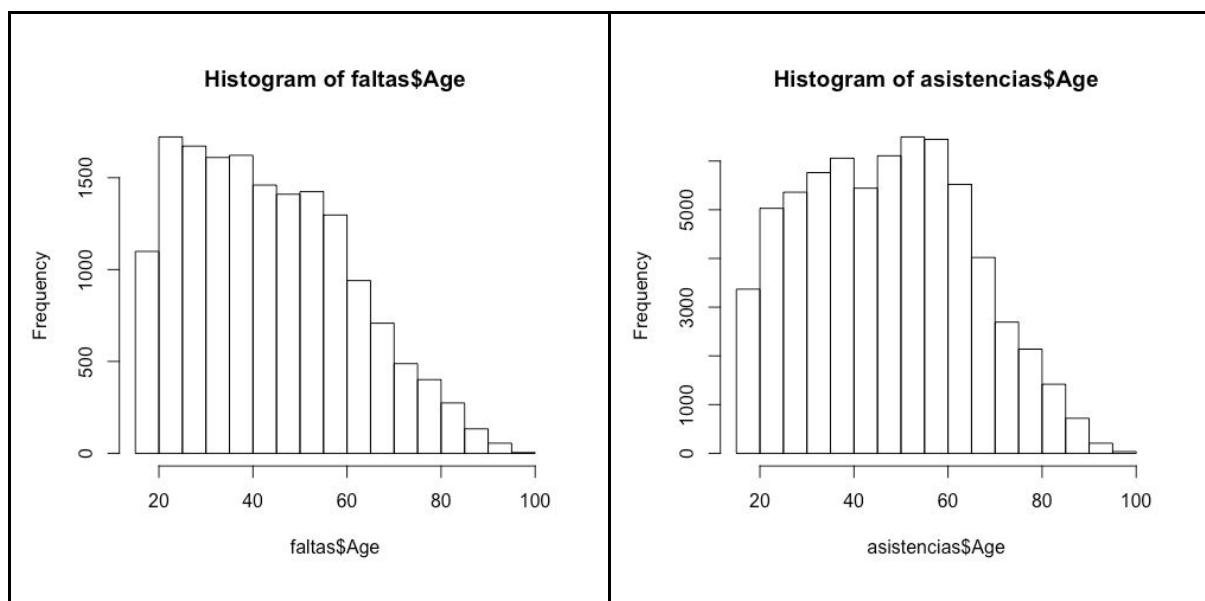 Histogram of faltas$Age
Frequency
1500
1000
500
0
20 40 60 80 100
faltas$Age
Histogram of asistencias$Age
Frequency
5000
3000
1000
0
20 40 60 80 100
asistencias$Age